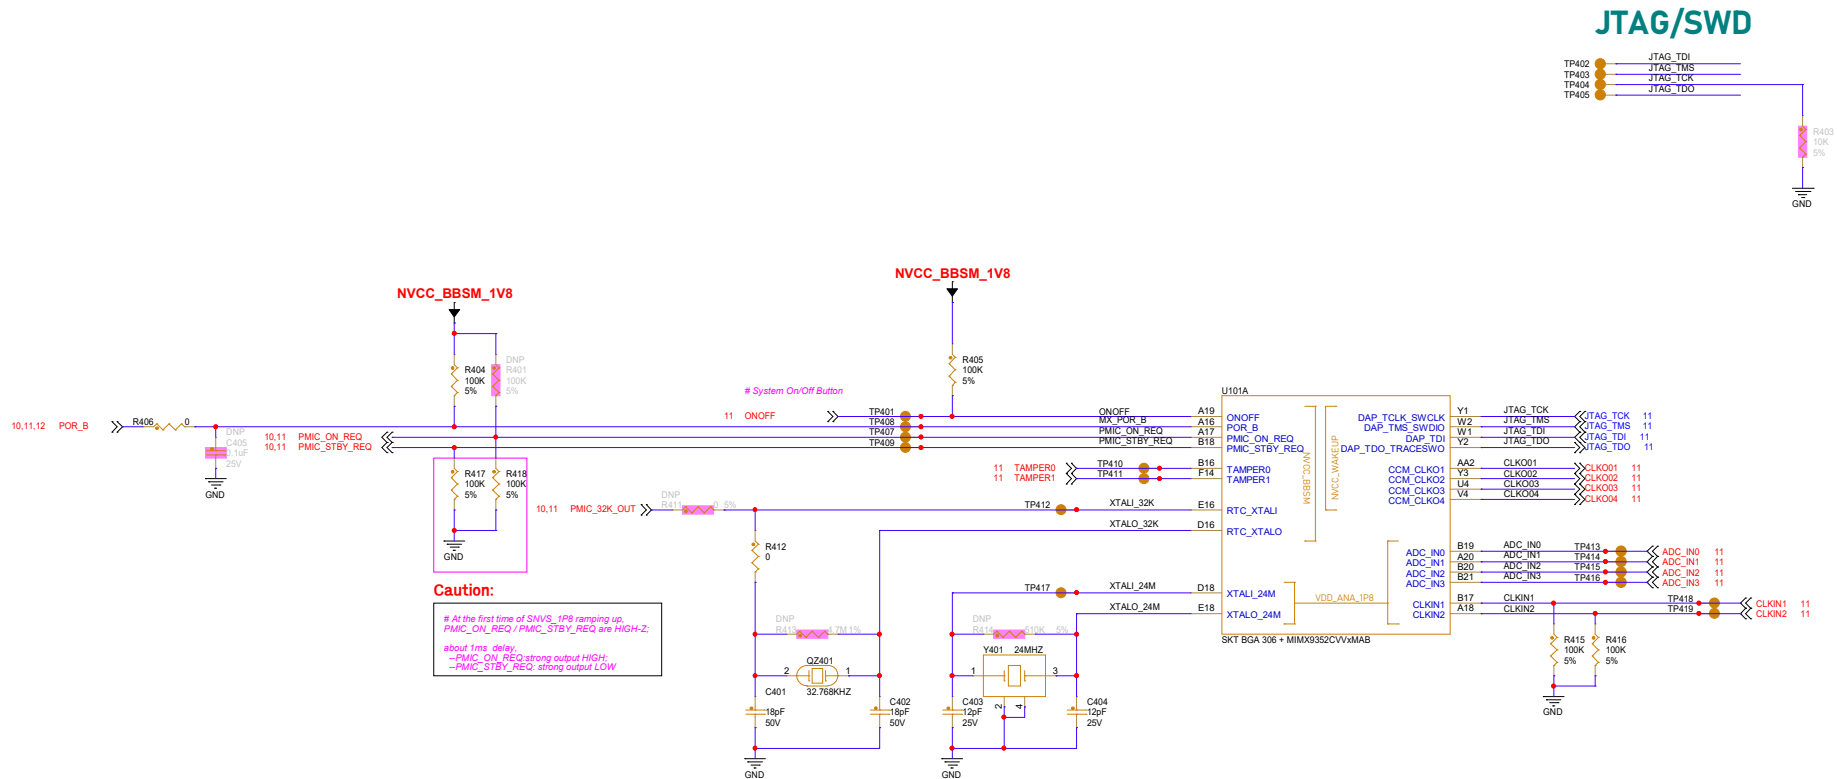 JTAG/SWD
TP402 JTAG_TDI
TP403 JTAG_TMS
TP404 JTAG_TCK
TP405 JTAG_TDO
R403
10K
5%
GND
NVCC_BBSM_1V8
NVCC_BBSM_1V8
R404
100K
5%
DNP
R401
100K
5%
R405
100K
5%
# System On/Off Button
10,11,12 POR_B
R406 0
DNP
C405
0.1uF
25V
GND
10,11 PMIC_ON_REQ
10,11 PMIC_STBY_REQ
R417
100K
5%
R418
100K
5%
GND
Caution:
# At the first time of SNVS_1P8 ramping up,
PMIC_ON_REQ / PMIC_STBY_REQ are HIGH-Z;
about 1ms delay,
--PMIC_ON_REQ:strong output HIGH;
--PMIC_STBY_REQ: strong output LOW
11 ONOFF
TP401 ONOFF A19
TP408 MX_POR_B A16
TP407 PMIC_ON_REQ A17
TP409 PMIC_STBY_REQ B18
11 TAMPER0 TP410 B16
11 TAMPER1 TP411 F14
10,11 PMIC_32K_OUT
DNP
R411 0 5%
TP412 XTALI_32K E16
XTALO_32K D16
R412
0
DNP
R413 4.7M 1%
QZ401
2 1
32.768KHZ
C401
18pF
50V
C402
18pF
50V
GND
TP417 XTALI_24M D18
XTALO_24M E18
DNP
R414 510K 5%
Y401 24MHZ
1 3
2 4
C403
12pF
25V
C404
12pF
25V
GND
U101A
ONOFF
POR_B
PMIC_ON_REQ
PMIC_STBY_REQ
TAMPER0
TAMPER1
RTC_XTALI
RTC_XTALO
XTALI_24M
XTALO_24M
NVCC_BBSM
NVCC_WAKEUP
VDD_ANA_1P8
DAP_TCLK_SWCLK
DAP_TMS_SWDIO
DAP_TDI
DAP_TDO_TRACESWO
CCM_CLKO1
CCM_CLKO2
CCM_CLKO3
CCM_CLKO4
ADC_IN0
ADC_IN1
ADC_IN2
ADC_IN3
CLKIN1
CLKIN2
SKT BGA 306 + MIMX9352CVVxMAB
Y1 JTAG_TCK JTAG_TCK 11
W2 JTAG_TMS JTAG_TMS 11
W1 JTAG_TDI JTAG_TDI 11
Y2 JTAG_TDO JTAG_TDO 11
AA2 CLKO01 CLKO01 11
Y3 CLKO02 CLKO02 11
U4 CLKO03 CLKO03 11
V4 CLKO04 CLKO04 11
B19 ADC_IN0 TP413 ADC_IN0 11
A20 ADC_IN1 TP414 ADC_IN1 11
B20 ADC_IN2 TP415 ADC_IN2 11
B21 ADC_IN3 TP416 ADC_IN3 11
B17 CLKIN1 TP418 CLKIN1 11
A18 CLKIN2 TP419 CLKIN2 11
R415
100K
5%
R416
100K
5%
GND